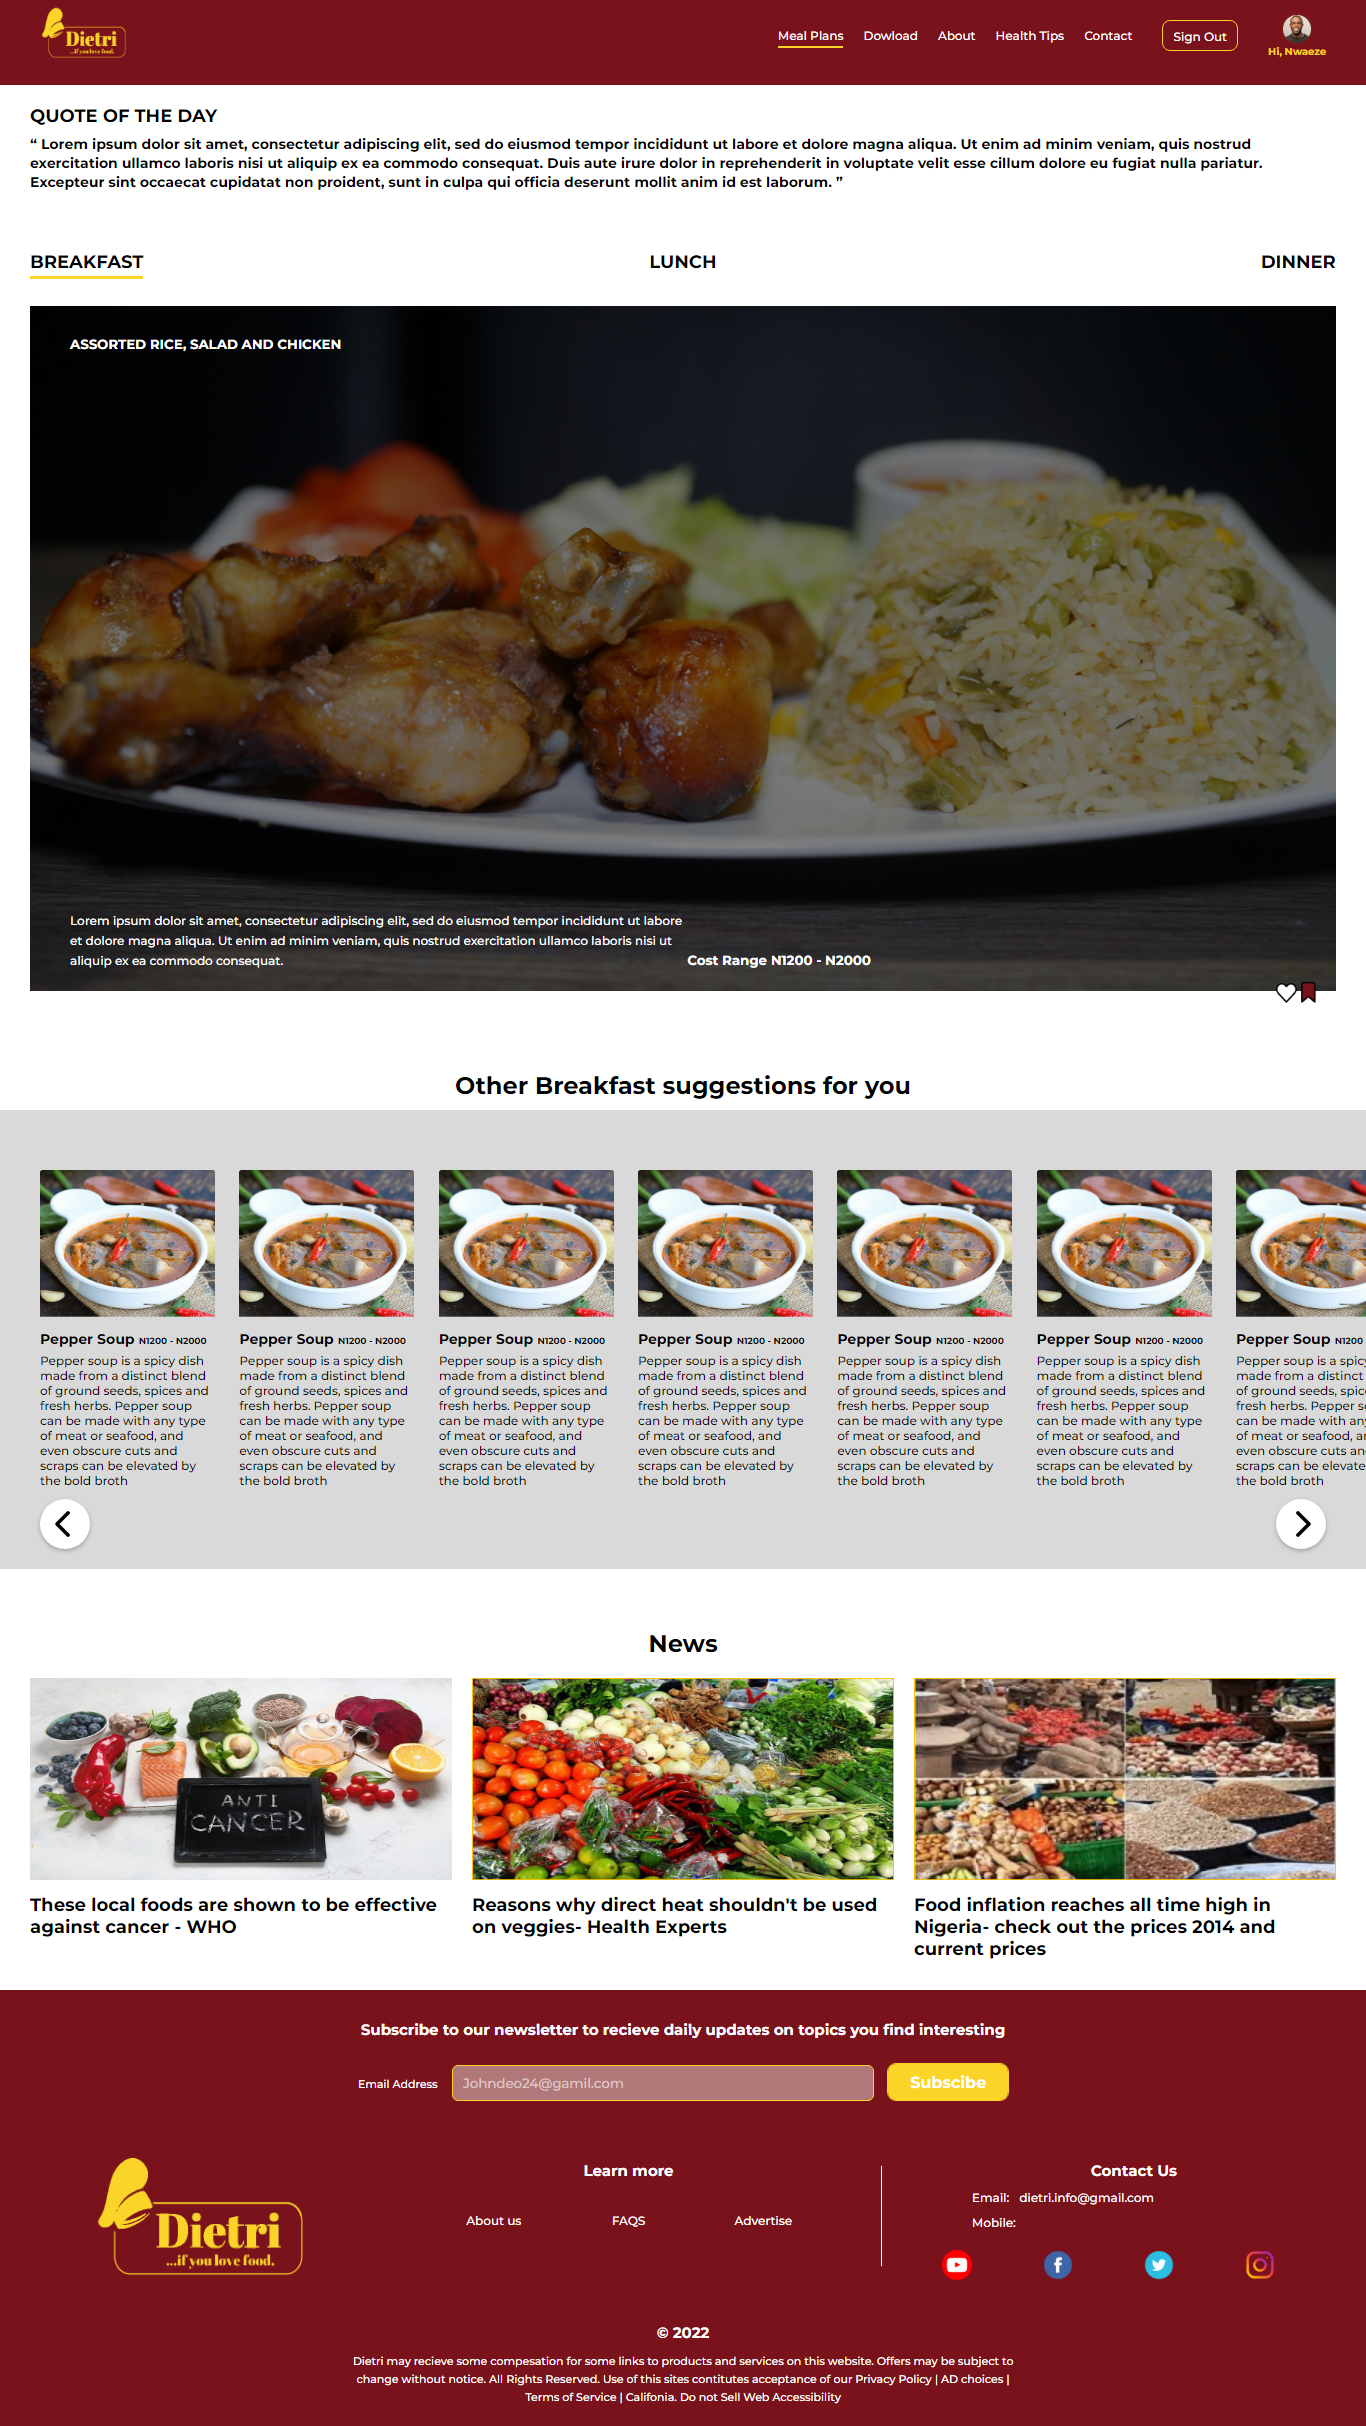 Dietri
...if you love food.
Meal Plans
Dowload
About
Health Tips
Contact
Sign Out
Hi, Nwaeze
QUOTE OF THE DAY
“ Lorem ipsum dolor sit amet, consectetur adipiscing elit, sed do eiusmod tempor incididunt ut labore et dolore magna aliqua. Ut enim ad minim veniam, quis nostrud
exercitation ullamco laboris nisi ut aliquip ex ea commodo consequat. Duis aute irure dolor in reprehenderit in voluptate velit esse cillum dolore eu fugiat nulla pariatur.
Excepteur sint occaecat cupidatat non proident, sunt in culpa qui officia deserunt mollit anim id est laborum. ”
BREAKFAST
LUNCH
DINNER
ASSORTED RICE, SALAD AND CHICKEN
Lorem ipsum dolor sit amet, consectetur adipiscing elit, sed do eiusmod tempor incididunt ut labore
et dolore magna aliqua. Ut enim ad minim veniam, quis nostrud exercitation ullamco laboris nisi ut
aliquip ex ea commodo consequat.
Cost Range N1200 - N2000
Other Breakfast suggestions for you
Pepper Soup N1200 - N2000
Pepper soup is a spicy dish
made from a distinct blend
of ground seeds, spices and
fresh herbs. Pepper soup
can be made with any type
of meat or seafood, and
even obscure cuts and
scraps can be elevated by
the bold broth
Pepper Soup N1200 - N2000
Pepper soup is a spicy dish
made from a distinct blend
of ground seeds, spices and
fresh herbs. Pepper soup
can be made with any type
of meat or seafood, and
even obscure cuts and
scraps can be elevated by
the bold broth
Pepper Soup N1200 - N2000
Pepper soup is a spicy dish
made from a distinct blend
of ground seeds, spices and
fresh herbs. Pepper soup
can be made with any type
of meat or seafood, and
even obscure cuts and
scraps can be elevated by
the bold broth
Pepper Soup N1200 - N2000
Pepper soup is a spicy dish
made from a distinct blend
of ground seeds, spices and
fresh herbs. Pepper soup
can be made with any type
of meat or seafood, and
even obscure cuts and
scraps can be elevated by
the bold broth
Pepper Soup N1200 - N2000
Pepper soup is a spicy dish
made from a distinct blend
of ground seeds, spices and
fresh herbs. Pepper soup
can be made with any type
of meat or seafood, and
even obscure cuts and
scraps can be elevated by
the bold broth
Pepper Soup N1200 - N2000
Pepper soup is a spicy dish
made from a distinct blend
of ground seeds, spices and
fresh herbs. Pepper soup
can be made with any type
of meat or seafood, and
even obscure cuts and
scraps can be elevated by
the bold broth
Pepper Soup N1200
Pepper soup is a spicy
made from a distinct
of ground seeds,
fresh herbs. Pepper
can be made with
of meat or seafood,
even obscure cuts
scraps can be
the bold broth
News
ANTI
CANCER
These local foods are shown to be effective
against cancer - WHO
Reasons why direct heat shouldn't be used
on veggies- Health Experts
Food inflation reaches all time high in
Nigeria- check out the prices 2014 and
current prices
Subscribe to our newsletter to recieve daily updates on topics you find interesting
Email Address
Johndeo24@gamil.com
Subscibe
Dietri
...if you love food.
Learn more
About us
FAQS
Advertise
Contact Us
Email: dietri.info@gmail.com
Mobile:
© 2022
Dietri may recieve some compesation for some links to products and services on this website. Offers may be subject to
change without notice. All Rights Reserved. Use of this sites contitutes acceptance of our Privacy Policy | AD choices |
Terms of Service | Califonia. Do not Sell Web Accessibility